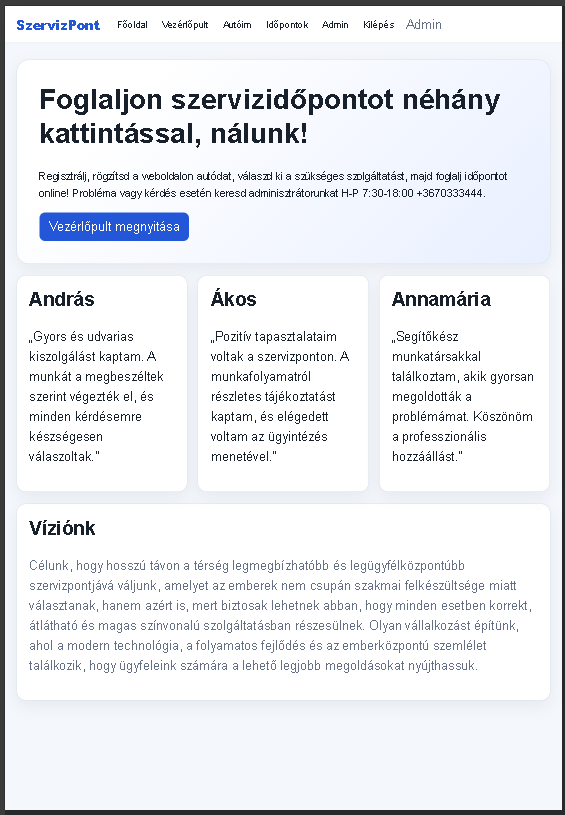 SzervizPont Főoldal Vezérlőpult Autóim Időpontok Admin Kilépés Admin
Foglaljon szervizidőpontot néhány
kattintással, nálunk!
Regisztrálj, rögzítsd a weboldalon autódat, válaszd ki a szükséges szolgáltatást, majd foglalj időpontot
online! Probléma vagy kérdés esetén keresd adminisztrátorunkat H-P 7:30-18:00 +3670333444.
Vezérlőpult megnyitása
András
„Gyors és udvarias
kiszolgálást kaptam. A
munkát a megbeszéltek
szerint végezték el, és
minden kérdésemre
készségesen
válaszoltak.”
Ákos
„Pozitív tapasztalataim
voltak a szervizponton. A
munkafolyamatról
részletes tájékoztatást
kaptam, és elégedett
voltam az ügyintézés
menetével.”
Annamária
„Segítőkész
munkatársakkal
találkoztam, akik gyorsan
megoldották a
problémámat. Köszönöm
a professzionális
hozzáállást.”
Víziónk
Célunk, hogy hosszú távon a térség legmegbízhatóbb és legügyfélközpontúbb
szervizpontjává váljunk, amelyet az emberek nem csupán szakmai felkészültsége miatt
választanak, hanem azért is, mert biztosak lehetnek abban, hogy minden esetben korrekt,
átlátható és magas színvonalú szolgáltatásban részesülnek. Olyan vállalkozást építünk,
ahol a modern technológia, a folyamatos fejlődés és az emberközpontú szemlélet
találkozik, hogy ügyfeleink számára a lehető legjobb megoldásokat nyújthassuk.